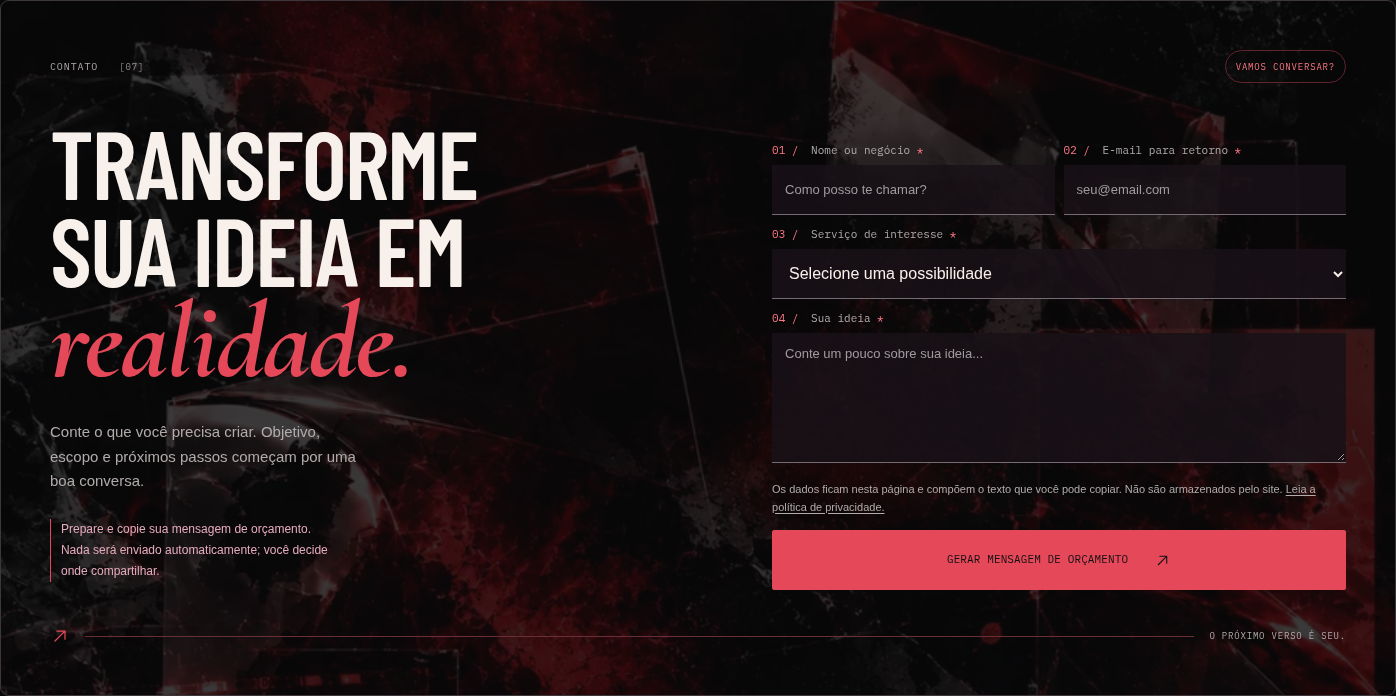 CONTATO [07]
VAMOS CONVERSAR?
TRANSFORME
SUA IDEIA EM
realidade.
Conte o que você precisa criar. Objetivo,
escopo e próximos passos começam por uma
boa conversa.
Prepare e copie sua mensagem de orçamento.
Nada será enviado automaticamente; você decide
onde compartilhar.
01 / Nome ou negócio *
Como posso te chamar?
02 / E-mail para retorno *
seu@email.com
03 / Serviço de interesse *
Selecione uma possibilidade
04 / Sua ideia *
Conte um pouco sobre sua ideia...
Os dados ficam nesta página e compõem o texto que você pode copiar. Não são armazenados pelo site. Leia a
política de privacidade.
GERAR MENSAGEM DE ORÇAMENTO
O PRÓXIMO VERSO É SEU.